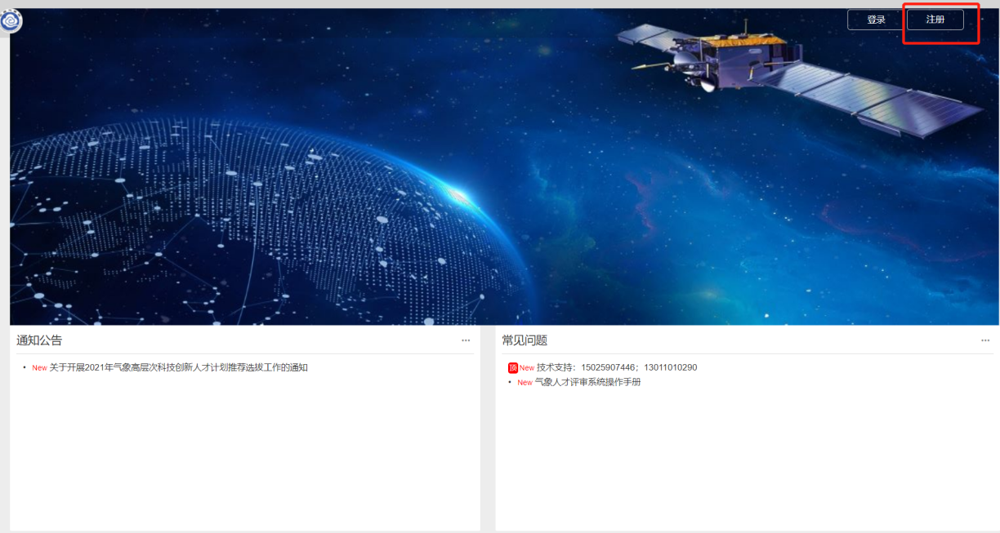 登录 注册
通知公告 ···
• New 关于开展2021年气象高层次科技创新人才计划推荐选拔工作的通知
常见问题 ···
顶 New 技术支持：15025907446；13011010290
• New 气象人才评审系统操作手册